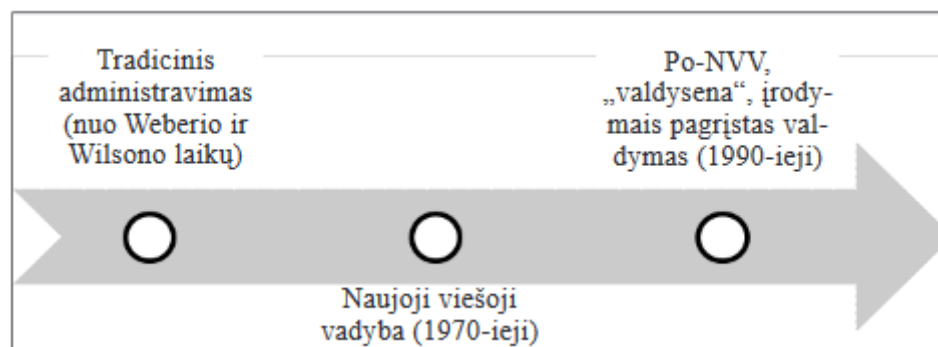 Tradicinis
administravimas
(nuo Weberio ir
Wilsono laikų)
Naujoji viešoji
vadyba (1970-ieji)
Po-NVV,
„valdysena“, įrody-
mais pagrįstas val-
dymas (1990-ieji)